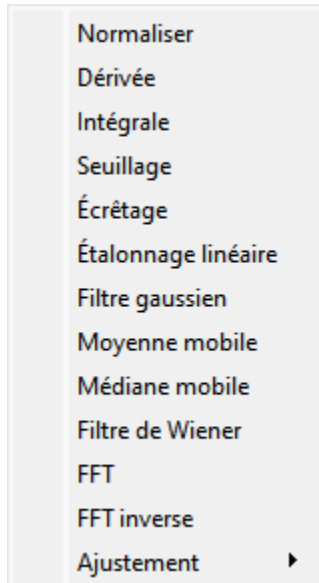 Normaliser
Dérivée
Intégrale
Seuillage
Écrêtage
Étalonnage linéaire
Filtre gaussien
Moyenne mobile
Médiane mobile
Filtre de Wiener
FFT
FFT inverse
Ajustement